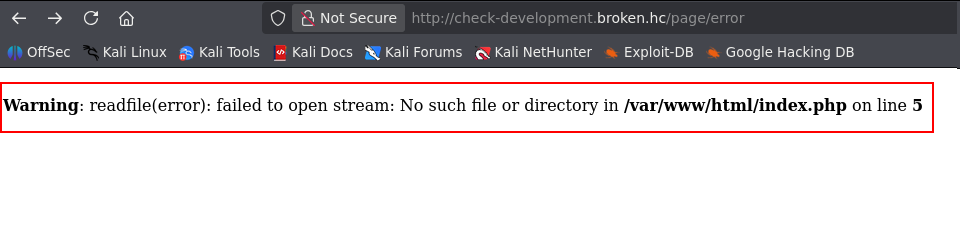 Not Secure http://check-development.broken.hc/page/error
OffSec Kali Linux Kali Tools Kali Docs Kali Forums Kali NetHunter Exploit-DB Google Hacking DB
Warning: readfile(error): failed to open stream: No such file or directory in /var/www/html/index.php on line 5